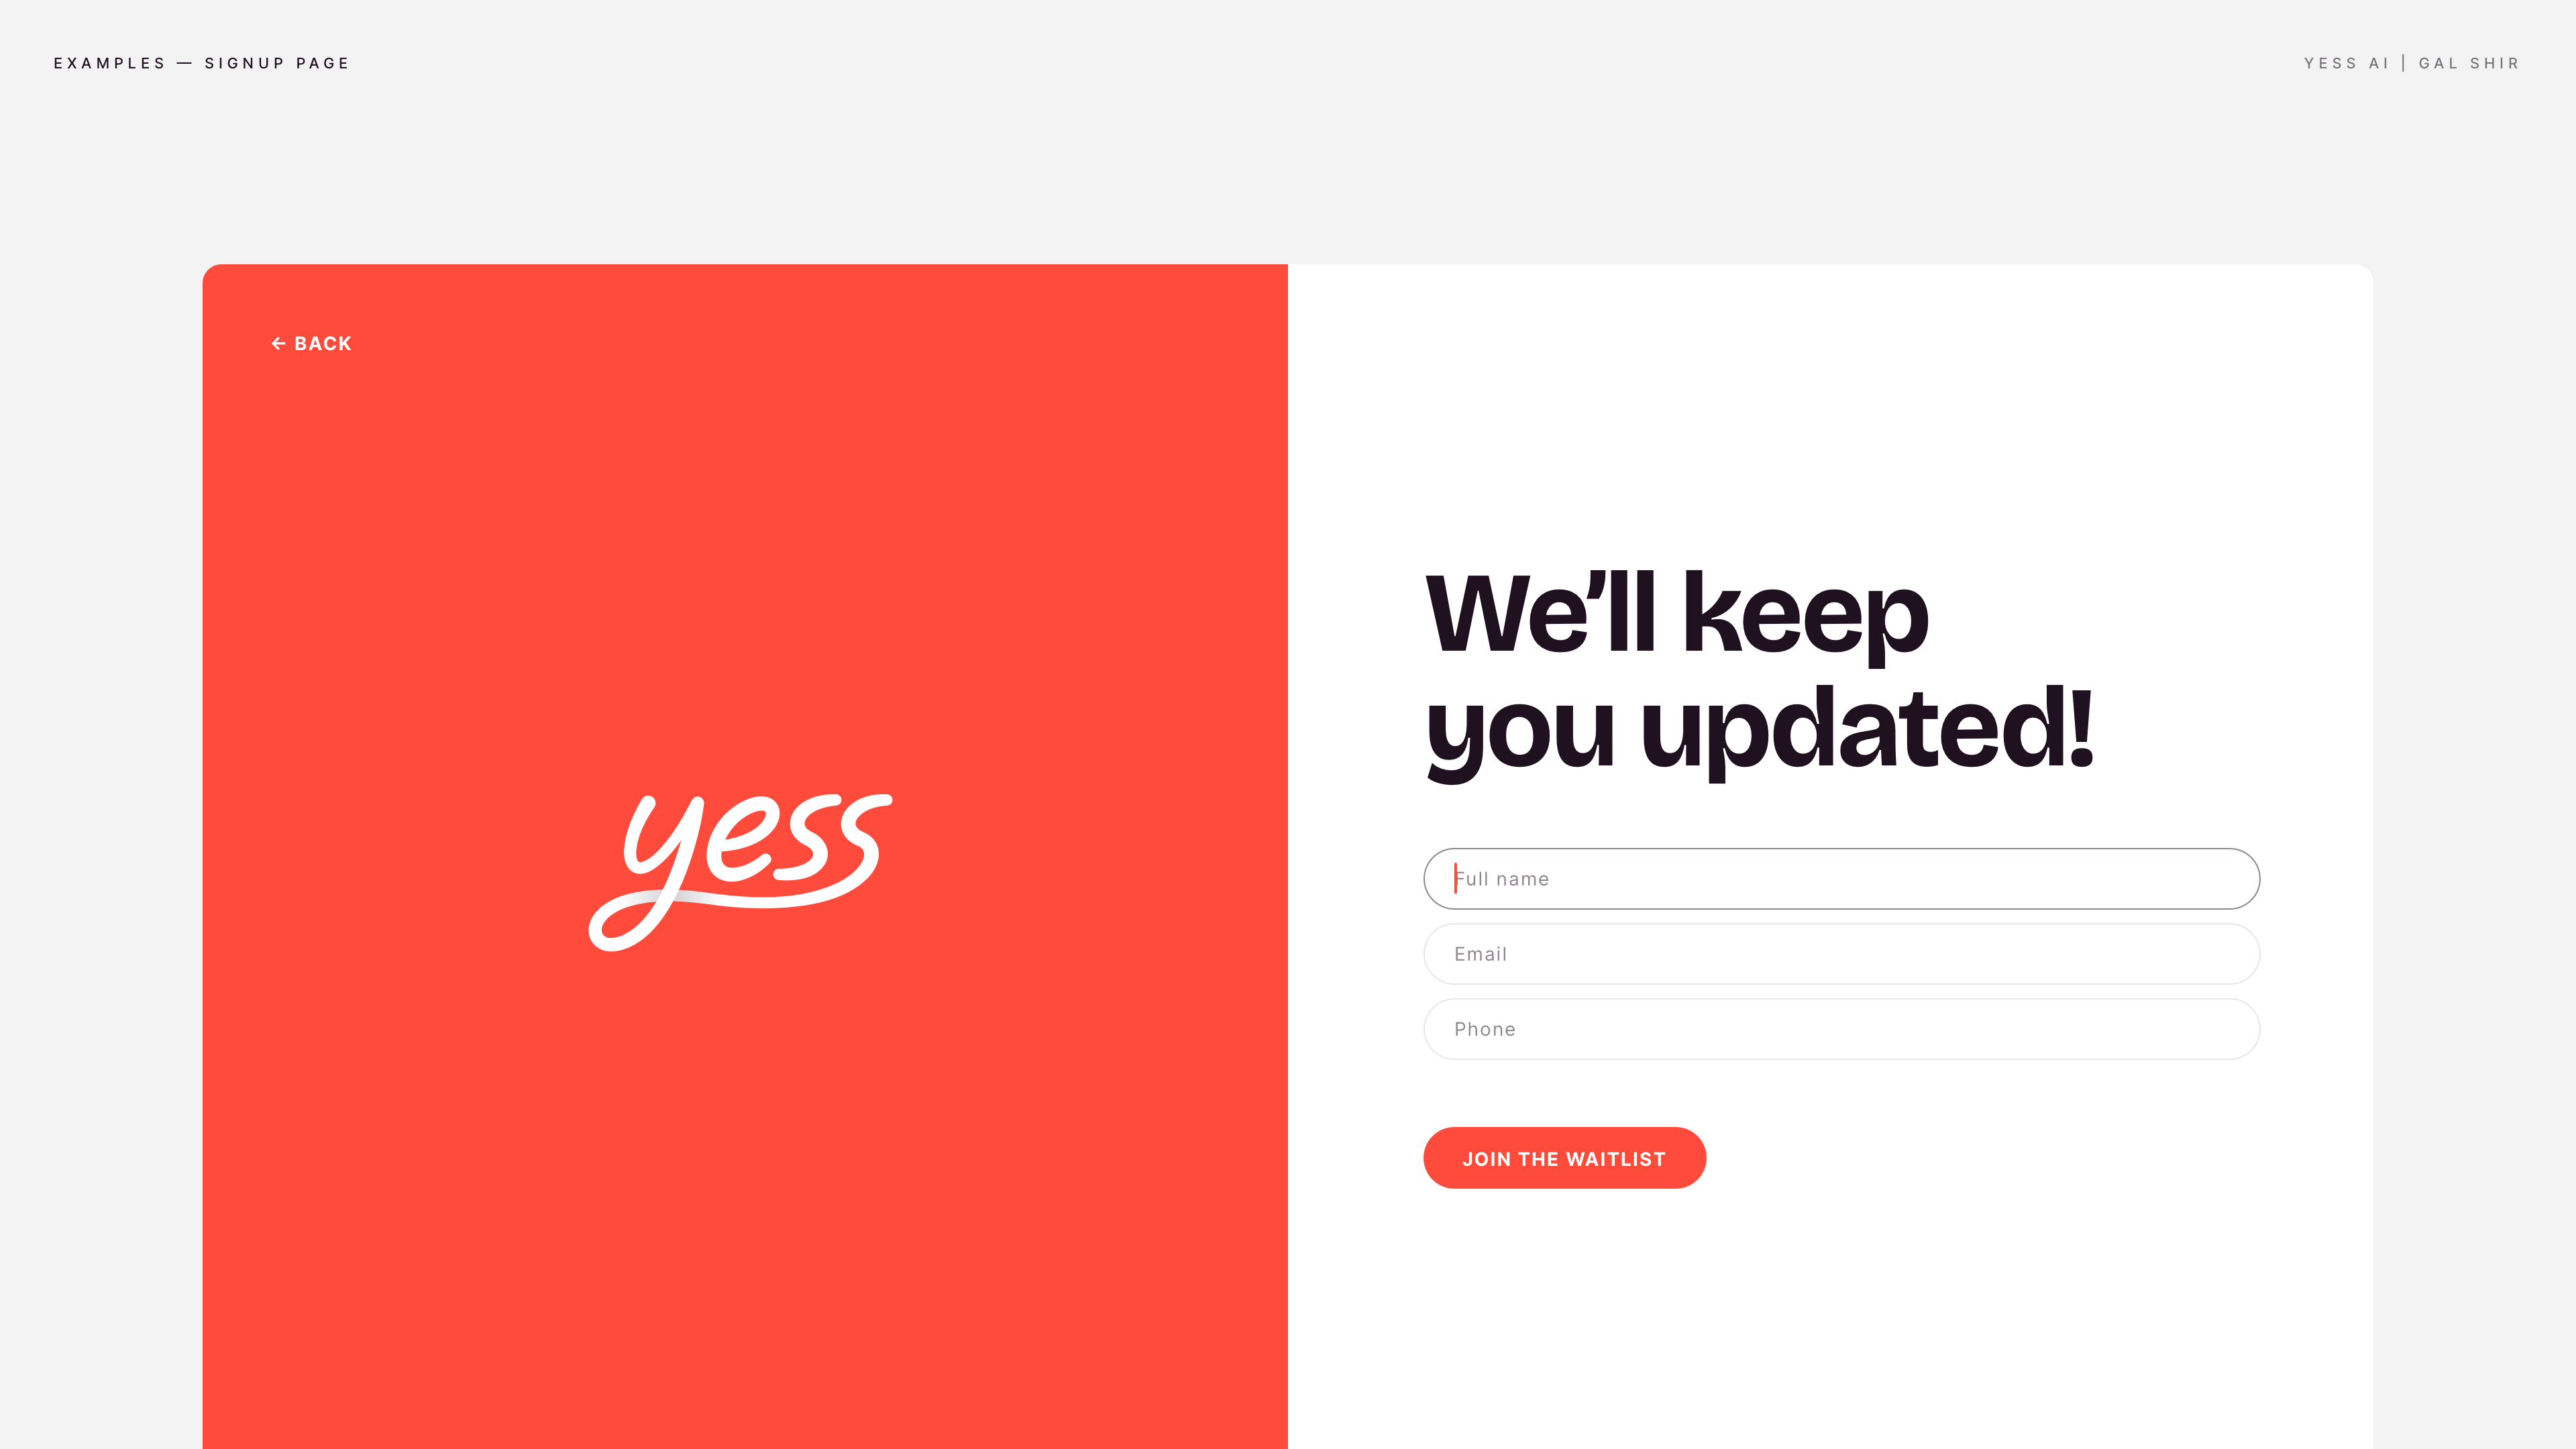 EXAMPLES — SIGNUP PAGE
YESS AI | GAL SHIR
← BACK
yess
We’ll keep
you updated!
Full name
Email
Phone
JOIN THE WAITLIST